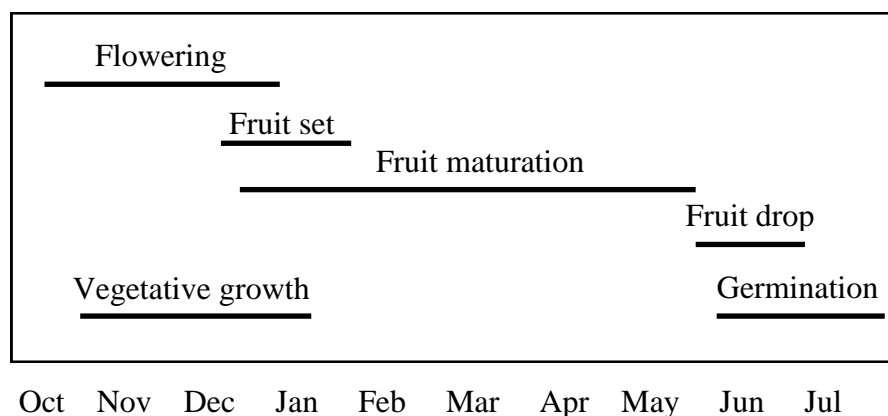 Flowering
Fruit set
Fruit maturation
Fruit drop
Vegetative growth Germination
Oct Nov Dec Jan Feb Mar Apr May Jun Jul